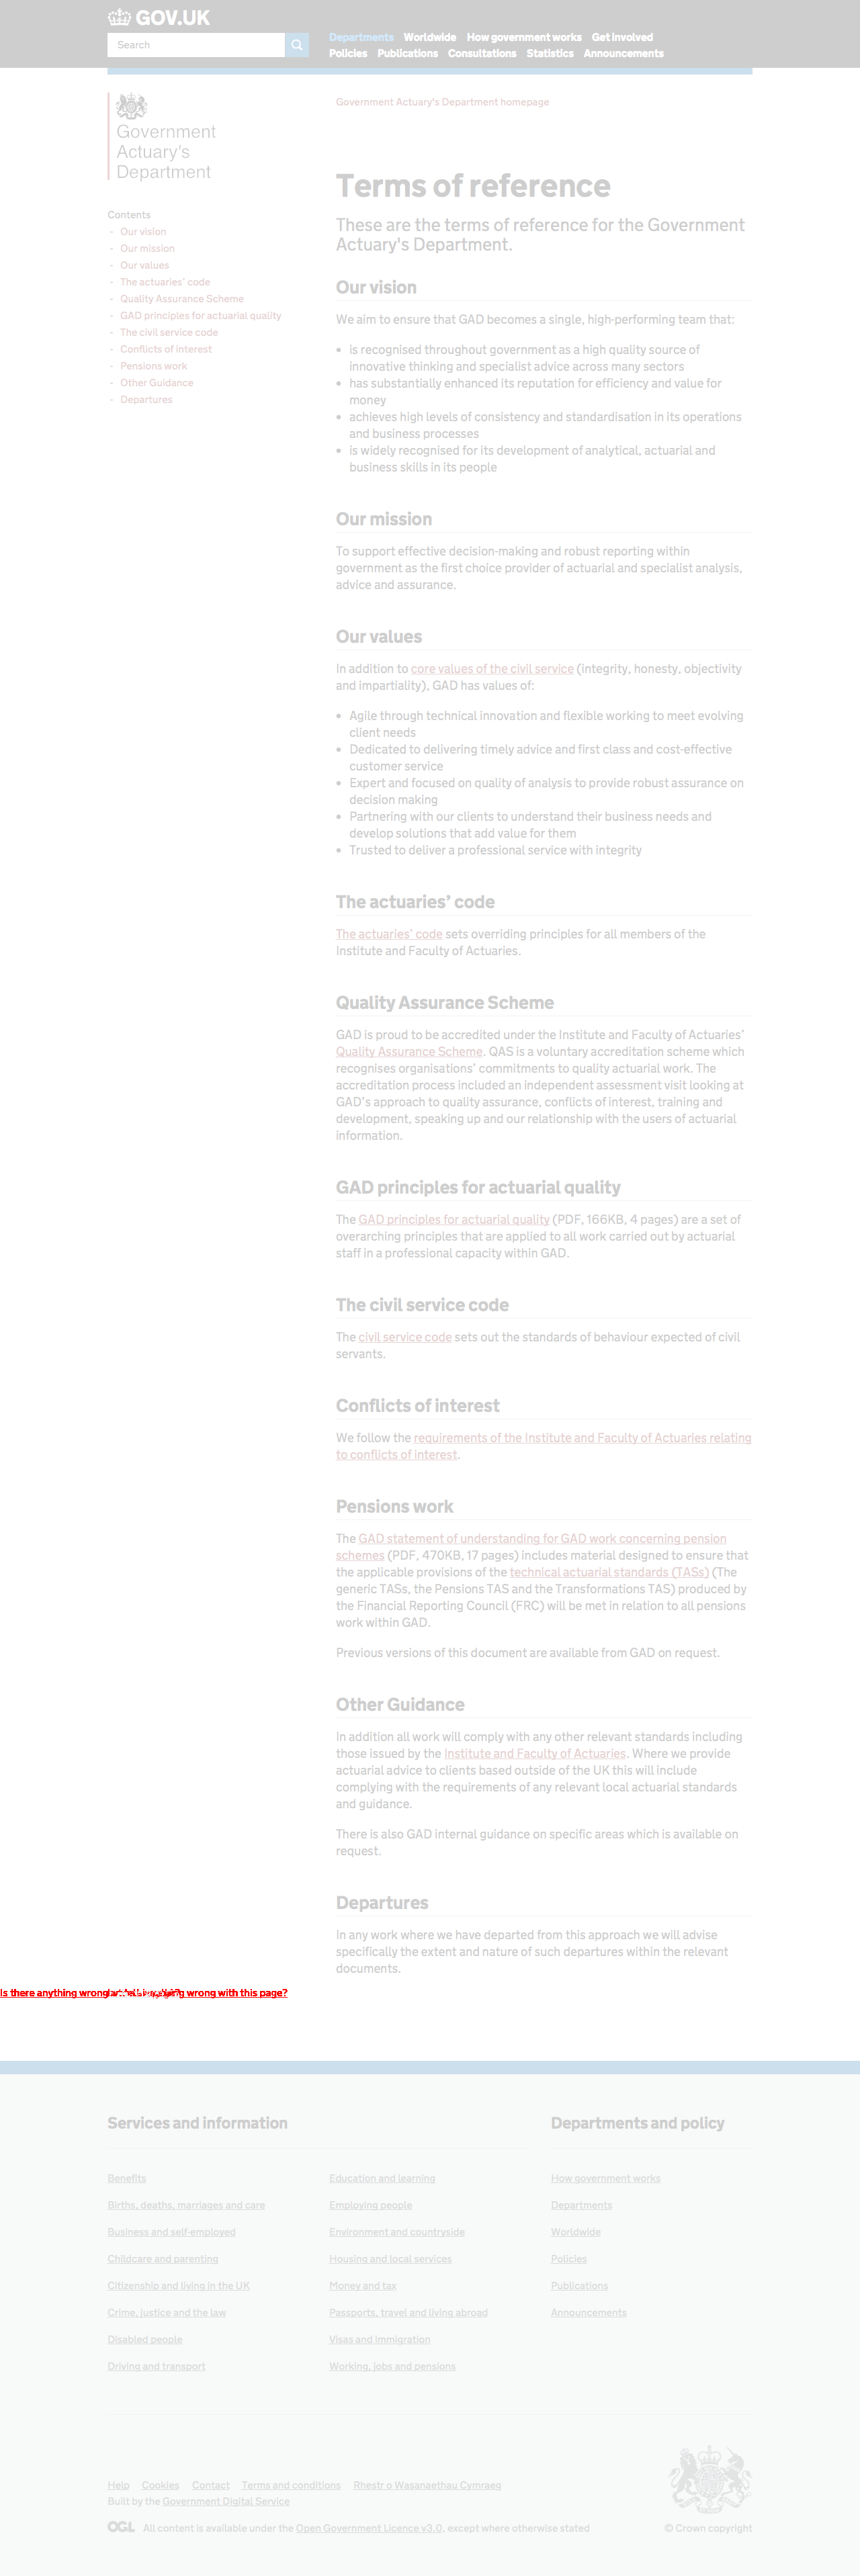 GOV.UK
Search
Departments Worldwide How government works Get involved
Policies Publications Consultations Statistics Announcements
Government
Actuary's
Department
Government Actuary's Department homepage
Contents
- Our vision
- Our mission
- Our values
- The actuaries' code
- Quality Assurance Scheme
- GAD principles for actuarial quality
- The civil service code
- Conflicts of interest
- Pensions work
- Other Guidance
- Departures
Terms of reference
These are the terms of reference for the Government
Actuary's Department.
Our vision
We aim to ensure that GAD becomes a single, high-performing team that:
• is recognised throughout government as a high quality source of
innovative thinking and specialist advice across many sectors
• has substantially enhanced its reputation for efficiency and value for
money
• achieves high levels of consistency and standardisation in its operations
and business processes
• is widely recognised for its development of analytical, actuarial and
business skills in its people
Our mission
To support effective decision-making and robust reporting within
government as the first choice provider of actuarial and specialist analysis,
advice and assurance.
Our values
In addition to core values of the civil service (integrity, honesty, objectivity
and impartiality), GAD has values of:
• Agile through technical innovation and flexible working to meet evolving
client needs
• Dedicated to delivering timely advice and first class and cost-effective
customer service
• Expert and focused on quality of analysis to provide robust assurance on
decision making
• Partnering with our clients to understand their business needs and
develop solutions that add value for them
• Trusted to deliver a professional service with integrity
The actuaries’ code
The actuaries’ code sets overriding principles for all members of the
Institute and Faculty of Actuaries.
Quality Assurance Scheme
GAD is proud to be accredited under the Institute and Faculty of Actuaries’
Quality Assurance Scheme. QAS is a voluntary accreditation scheme which
recognises organisations’ commitments to quality actuarial work. The
accreditation process included an independent assessment visit looking at
GAD’s approach to quality assurance, conflicts of interest, training and
development, speaking up and our relationship with the users of actuarial
information.
GAD principles for actuarial quality
The GAD principles for actuarial quality (PDF, 166KB, 4 pages) are a set of
overarching principles that are applied to all work carried out by actuarial
staff in a professional capacity within GAD.
The civil service code
The civil service code sets out the standards of behaviour expected of civil
servants.
Conflicts of interest
We follow the requirements of the Institute and Faculty of Actuaries relating
to conflicts of interest.
Pensions work
The GAD statement of understanding for GAD work concerning pension
schemes (PDF, 470KB, 17 pages) includes material designed to ensure that
the applicable provisions of the technical actuarial standards (TASs) (The
generic TASs, the Pensions TAS and the Transformations TAS) produced by
the Financial Reporting Council (FRC) will be met in relation to all pensions
work within GAD.
Previous versions of this document are available from GAD on request.
Other Guidance
In addition all work will comply with any other relevant standards including
those issued by the Institute and Faculty of Actuaries. Where we provide
actuarial advice to clients based outside of the UK this will include
complying with the requirements of any relevant local actuarial standards
and guidance.
There is also GAD internal guidance on specific areas which is available on
request.
Departures
In any work where we have departed from this approach we will advise
specifically the extent and nature of such departures within the relevant
documents.
Is there anything wrong wrong with this page?
Services and information
Departments and policy
Benefits Education and learning How government works
Births, deaths, marriages and care Employing people Departments
Business and self-employed Environment and countryside Worldwide
Childcare and parenting Housing and local services Policies
Citizenship and living in the UK Money and tax Publications
Crime, justice and the law Passports, travel and living abroad Announcements
Disabled people Visas and immigration
Driving and transport Working, jobs and pensions
Help Cookies Contact Terms and conditions Rhestr o Wasanaethau Cymraeg
Built by the Government Digital Service
OGL All content is available under the Open Government Licence v3.0, except where otherwise stated
© Crown copyright